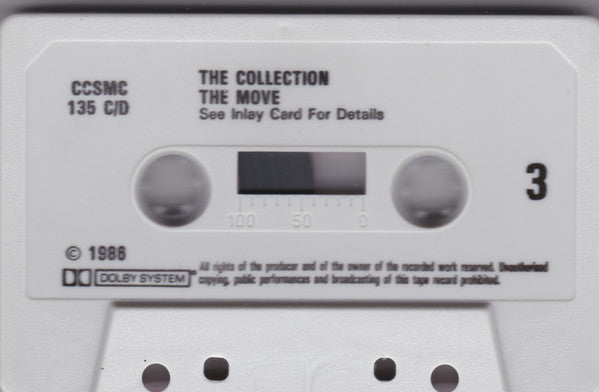 CCSMC
135 C/D
THE COLLECTION
THE MOVE
See Inlay Card For Details
3
100 50 0
© 1986
DOLBY SYSTEM
All rights of the producer and of the owner of the recorded work reserved. Unauthorised
copying, public performances and broadcasting of this tape record prohibited.